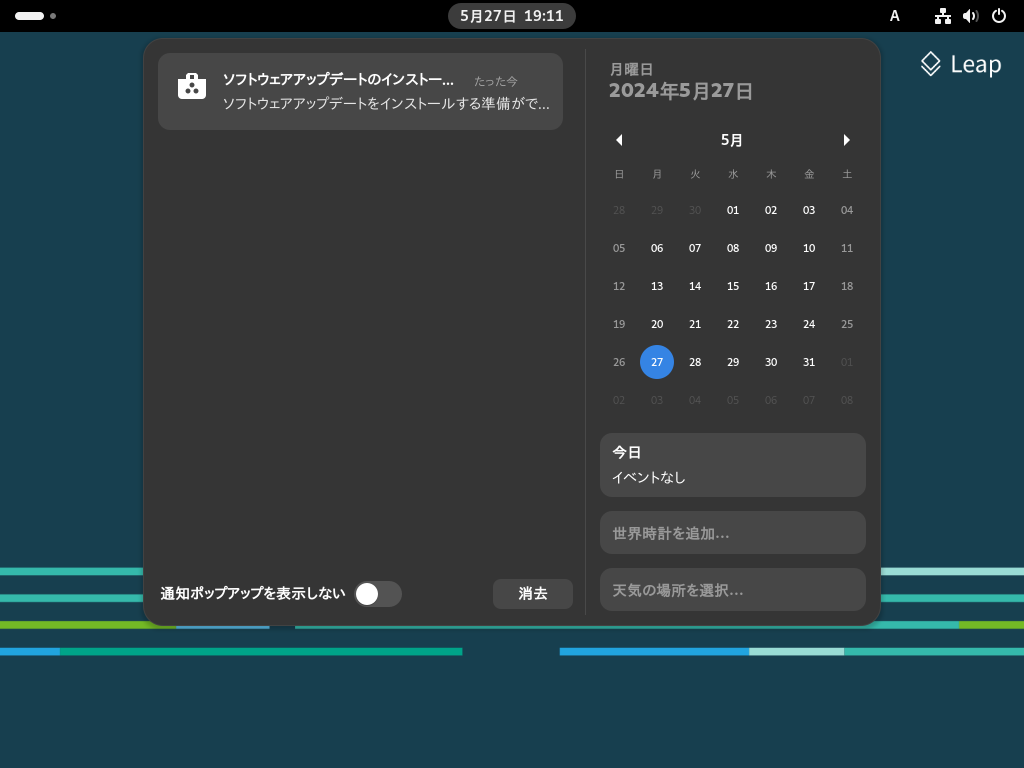 5月27日 19:11
A
Leap
ソフトウェアアップデートのインストー... たった今
ソフトウェアアップデートをインストールする準備がで...
月曜日
2024年5月27日
5月
日 月 火 水 木 金 土
28 29 30 01 02 03 04
05 06 07 08 09 10 11
12 13 14 15 16 17 18
19 20 21 22 23 24 25
26 27 28 29 30 31 01
02 03 04 05 06 07 08
今日
イベントなし
世界時計を追加...
天気の場所を選択...
通知ポップアップを表示しない
消去